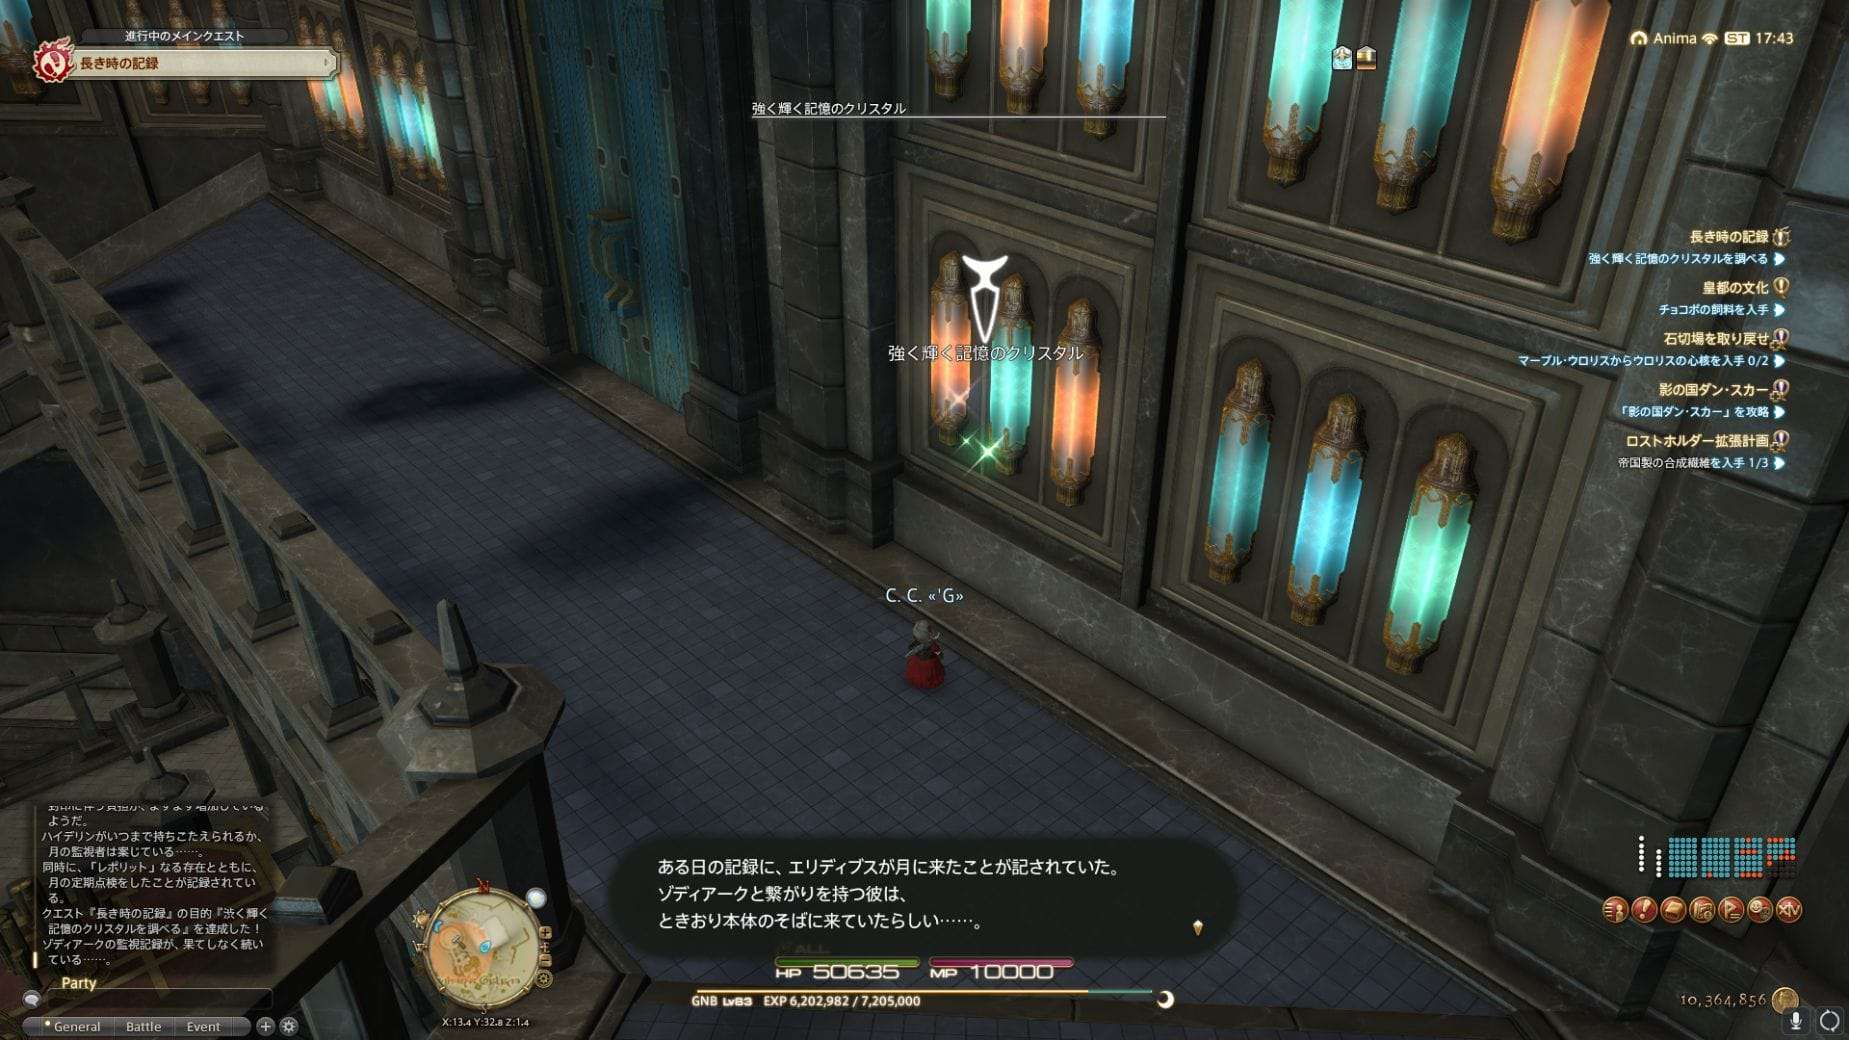 進行中のメインクエスト
長き時の記録
Anima ST 17:43
強く輝く記憶のクリスタル
長き時の記録
強く輝く記憶のクリスタルを調べる
皇都の文化
チョコボの飼料を入手
石切場を取り戻せ
マーブル・ウロリスからウロリスの心核を入手 0/2
影の国ダン・スカー
「影の国ダン・スカー」を攻略
ロストホルダー拡張計画
帝国製の合成繊維を入手 1/3
強く輝く記憶のクリスタル
C. C. «'G»
ようだ。
ハイデリンがいつまで持ちこたえられるか、
月の監視者は案じている……。
同時に、「レポリット」なる存在とともに、
月の定期点検をしたことが記録されてい
る。
クエスト『長き時の記録』の目的『渋く輝く
記憶のクリスタルを調べる』を達成した！
ゾディアークの監視記録が、果てしなく続い
ている……。
Party
General Battle Event
N
X:13.4 Y:32.8 Z:1.4
ある日の記録に、エリディブスが月に来たことが記されていた。
ゾディアークと繋がりを持つ彼は、
ときおり本体のそばに来ていたらしい……。
HP 50635 MP 10000
GNB Lv83 EXP 6,202,982 / 7,205,000
XIV
10,364,856